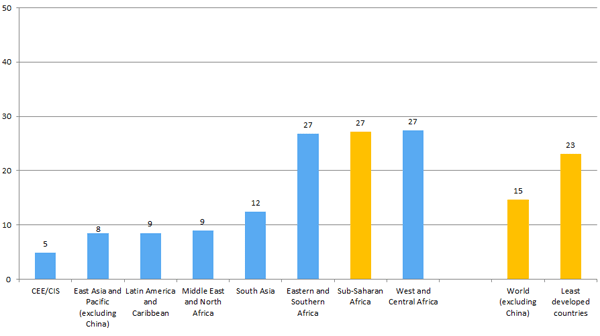 50
40
30
20
10
0
5
8
9
9
12
27
27
27
15
23
CEE/CIS
East Asia and
Pacific
(excluding
China)
Latin America
and
Caribbean
Middle East
and North
Africa
South Asia
Eastern and
Southern
Africa
Sub-Saharan
Africa
West and
Central Africa
World
(excluding
China)
Least
developed
countries